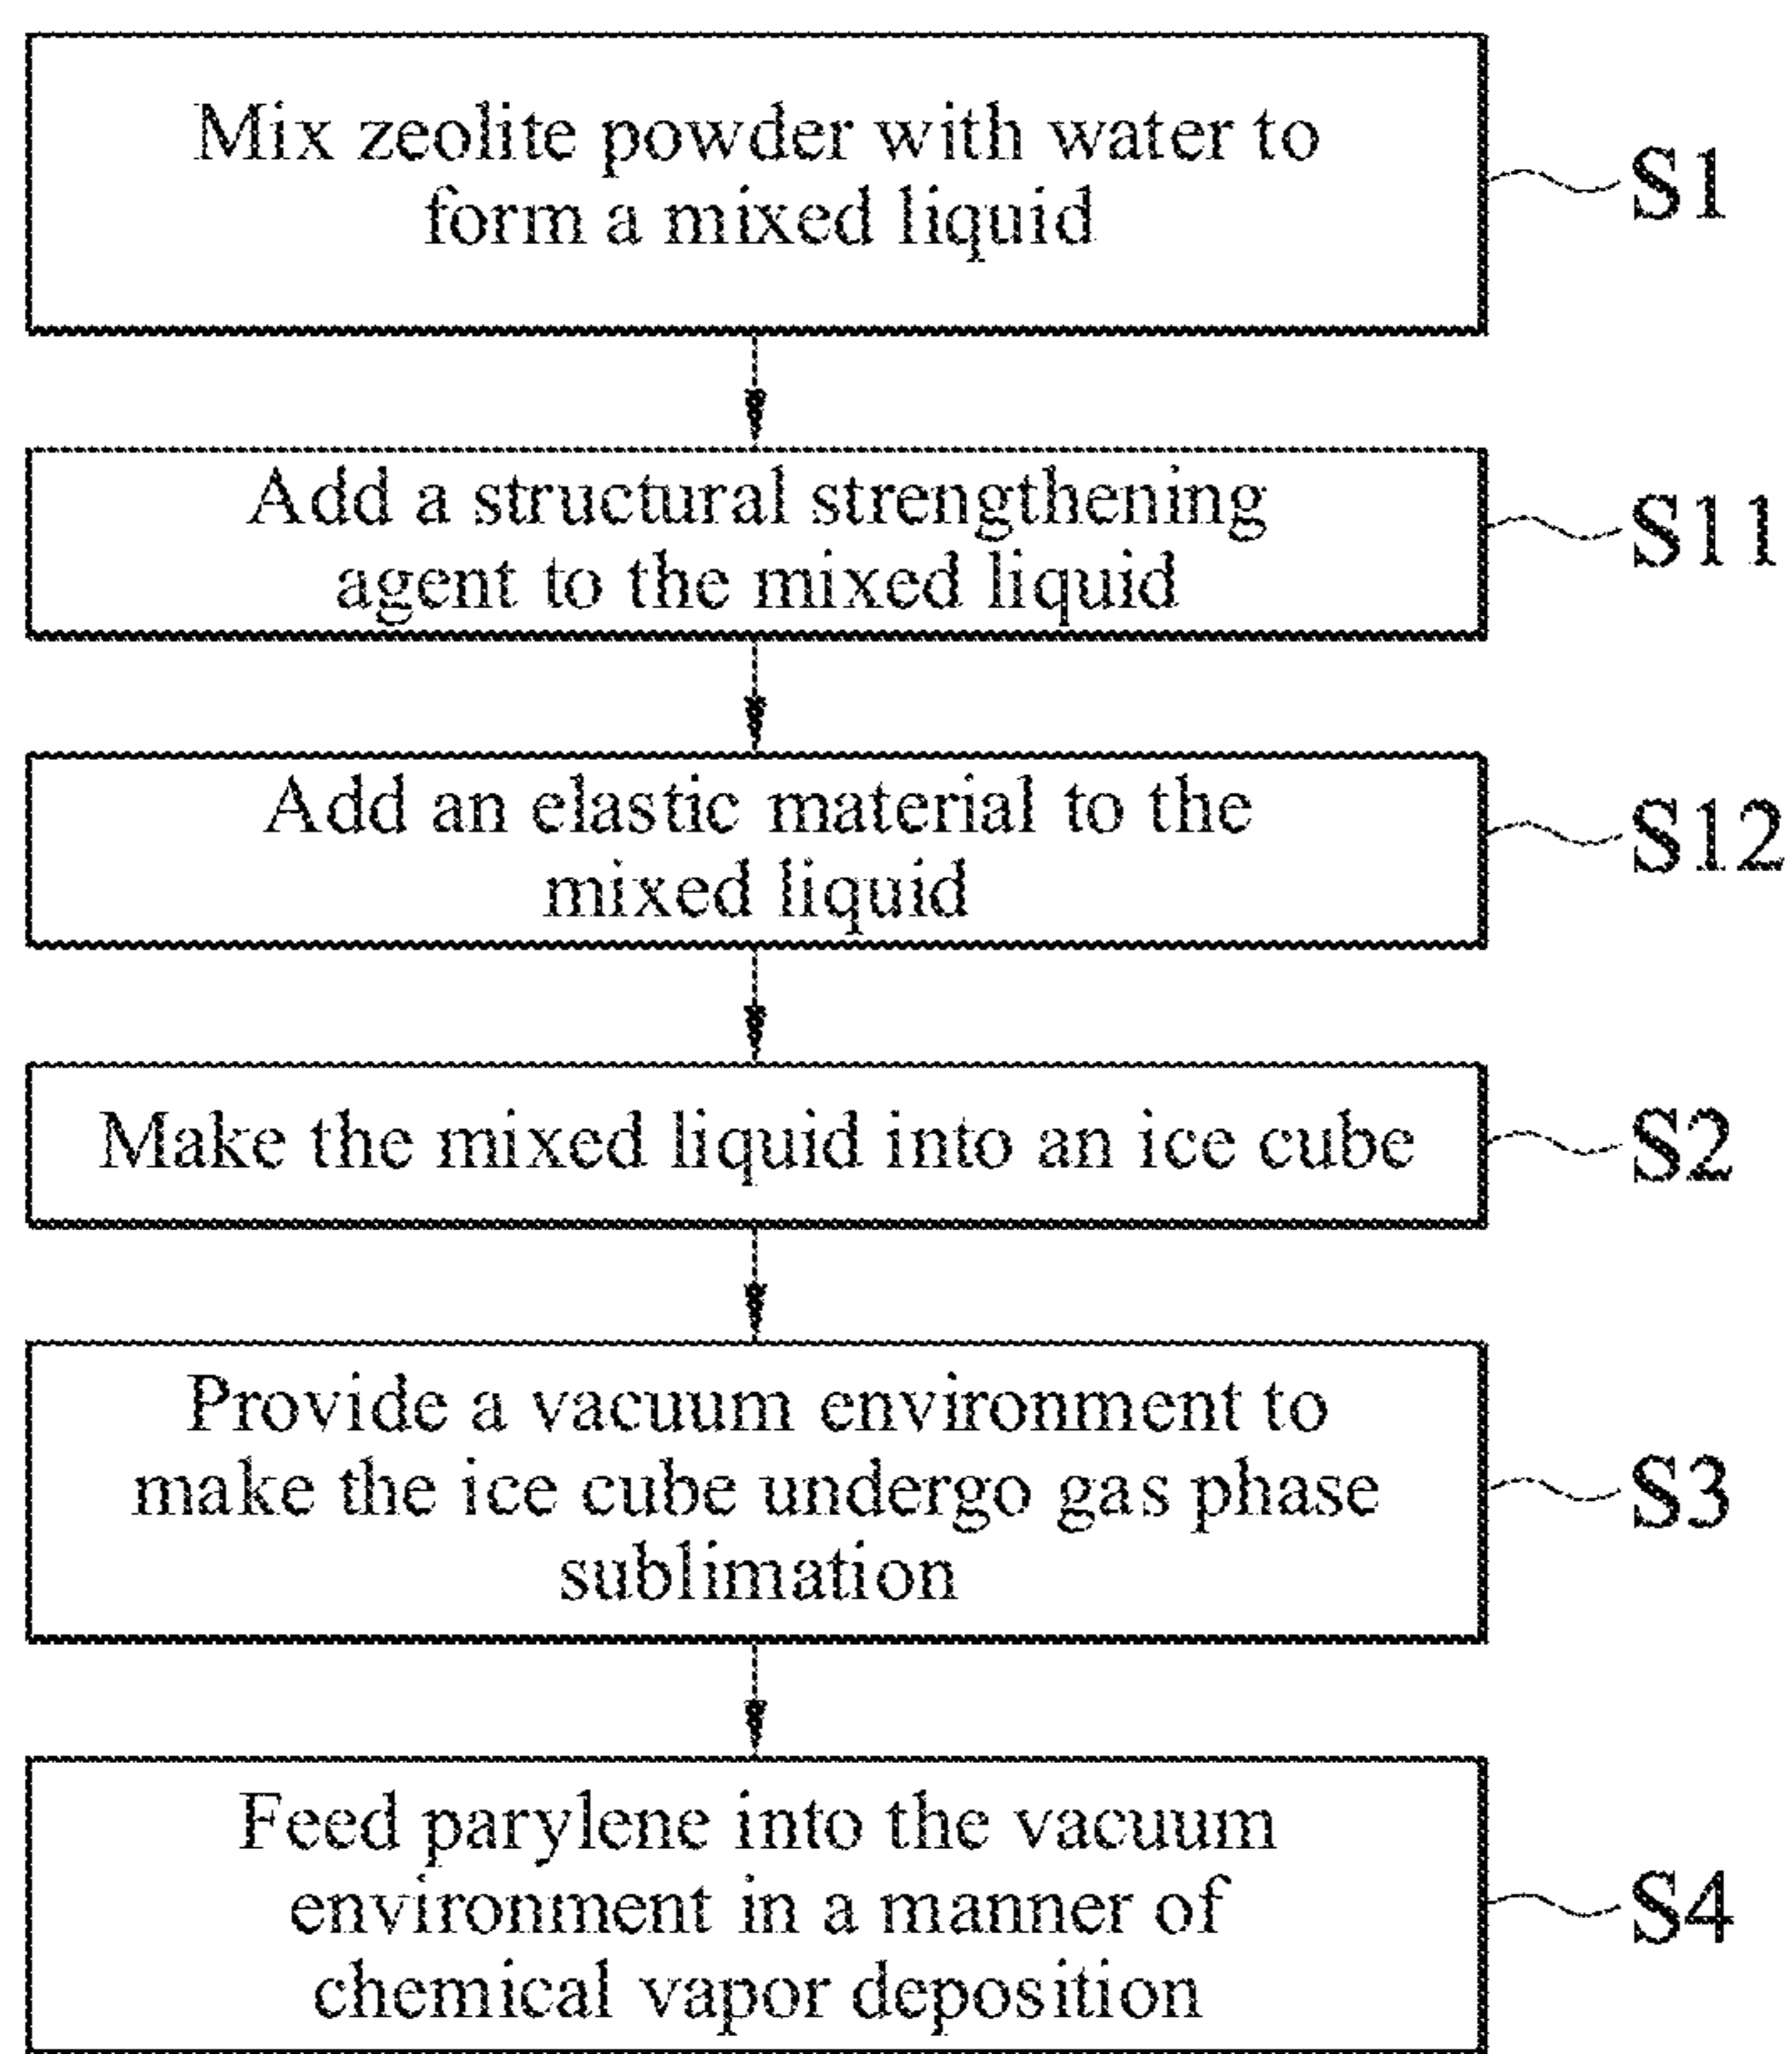 Mix zeolite powder with water to
form a mixed liquid
S1
Add a structural strengthening
agent to the mixed liquid
S11
Add an elastic material to the
mixed liquid
S12
Make the mixed liquid into an ice cube
S2
Provide a vacuum environment to
make the ice cube undergo gas phase
sublimation
S3
Feed parylene into the vacuum
environment in a manner of
chemical vapor deposition
S4